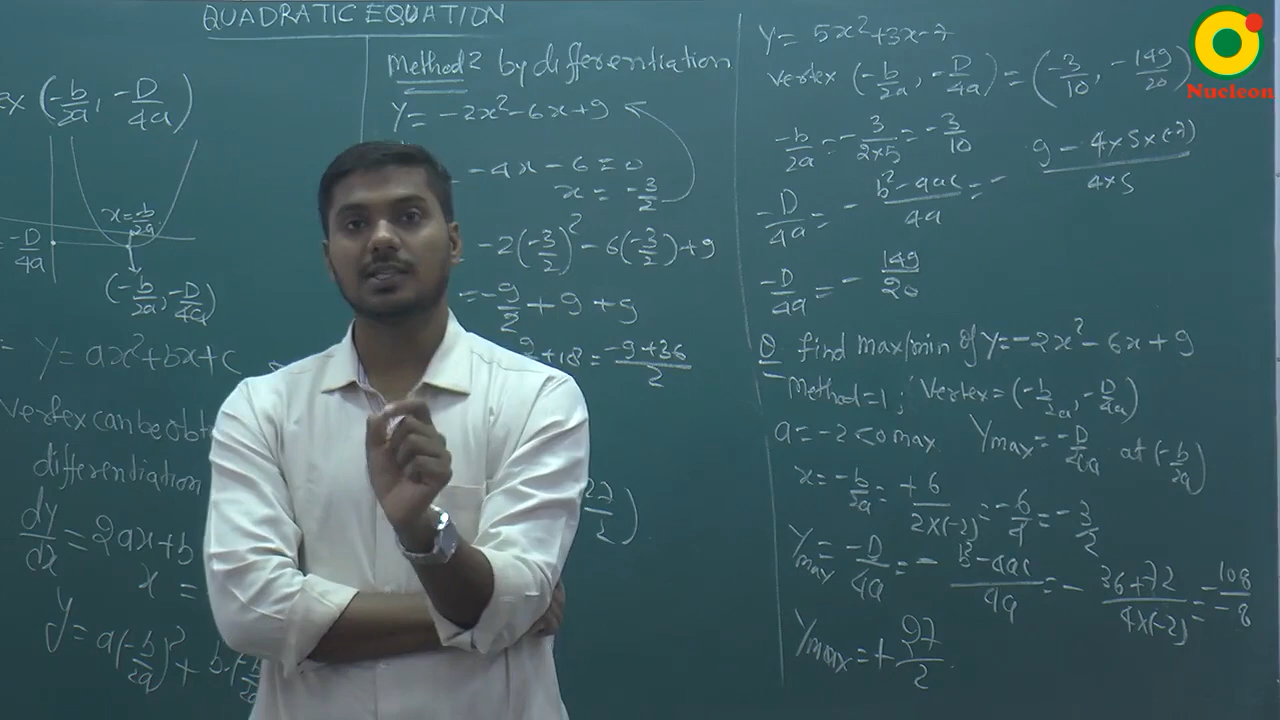 QUADRATIC EQUATION
ex (-b/2a, -D/4a)
x = -b/2a
-D/4a
(-b/2a, -D/4a)
Y = ax²+bx+c
Vertex can be obt
differentiation
dy/dx = 2ax+b
x =
y = a(-b/2a)² + b·(-b/2a
Method 2 by differentiation
Y = -2x²-6x+9
-4x-6=0
x = -3/2
-2(-3/2)² -6(-3/2)+9
= -9/2 + 9 + 9
+18 = -9+36/2
27/2)
Y = 5x²+3x-7
Vertex (-b/2a, -D/4a) = (-3/10, -149/20)
-b/2a = -3/2×5 = -3/10
-D/4a = - b²-4ac/4a = - 9-4×5×(-7)/4×5
-D/4a = - 149/20
Q find max/min of Y=-2x²-6x+9
Method=1; Vertex=(-b/2a, -D/4a)
a=-2<0 max Ymax = -D/4a at (-b/2a)
x = -b/2a = +6/2×(-2) = -6/4 = -3/2
Ymax = -D/4a = - b²-4ac/4a = - 36+72/4×(-2) = -108/-8
Ymax = + 27/2
Nucleon